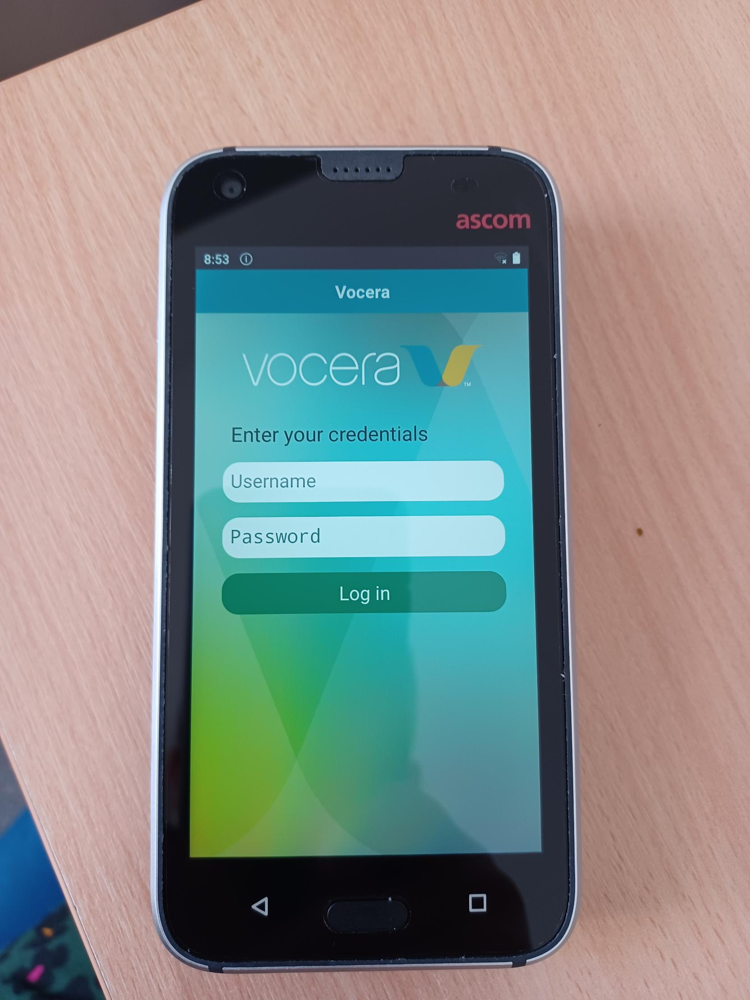 ascom
8:53
Vocera
vocera ™
Enter your credentials
Username
Password
Log in